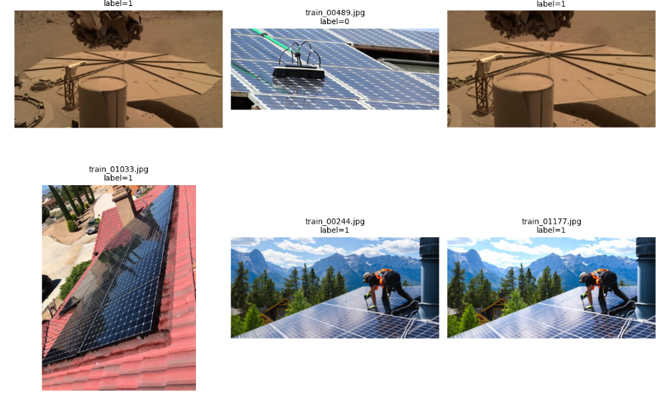 label=1
train_00489.jpg
label=0
label=1
train_01033.jpg
label=1
train_00244.jpg
label=1
train_01177.jpg
label=1